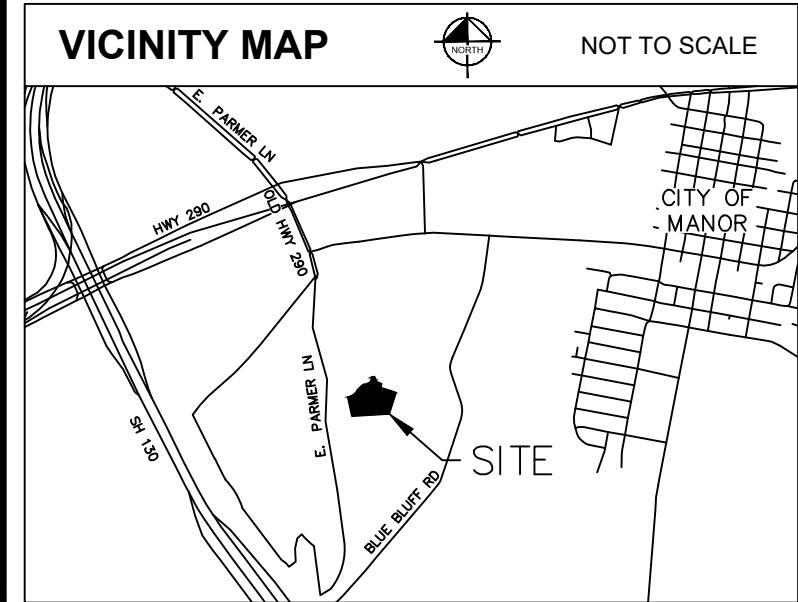 VICINITY MAP
NORTH
NOT TO SCALE
E. PARMER LN
HWY 290
OLD HWY 290
CITY OF
MANOR
E. PARMER LN
SH 130
SITE
BLUE BLUFF RD